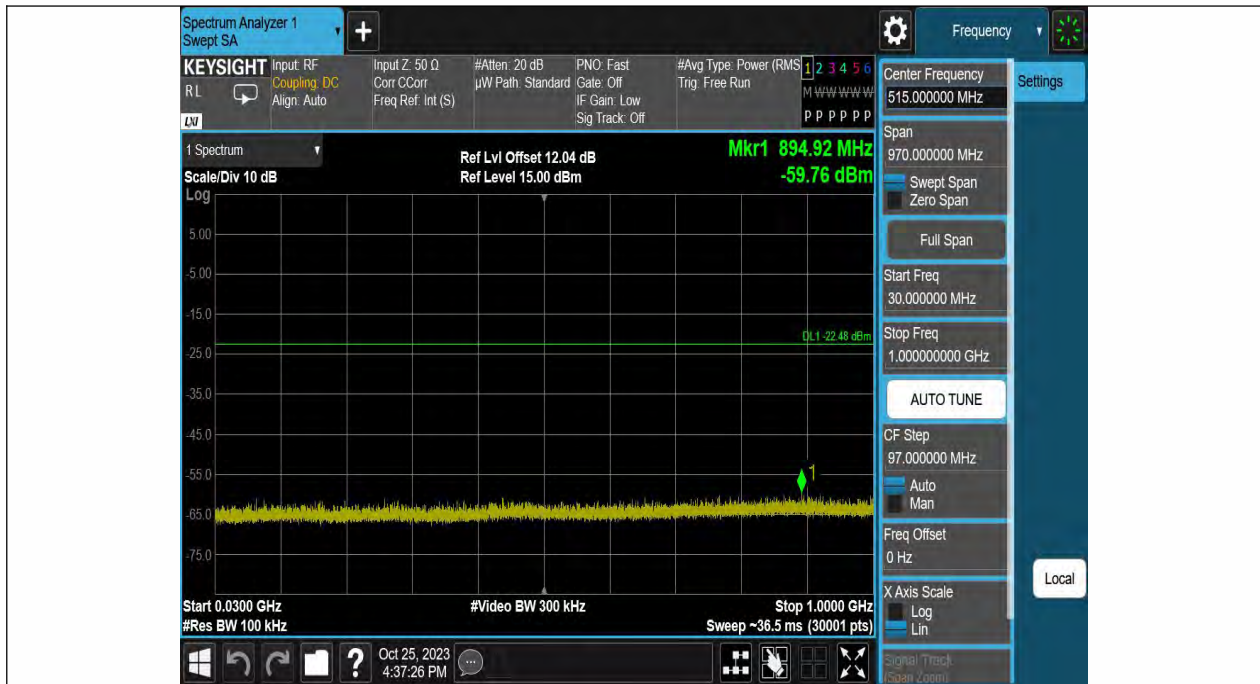 Spectrum Analyzer 1
Swept SA
Frequency
KEYSIGHT
RL
LXI
Input: RF
Coupling: DC
Align: Auto
Input Z: 50 Ω
Corr CCorr
Freq Ref: Int (S)
#Atten: 20 dB
µW Path: Standard
PNO: Fast
Gate: Off
IF Gain: Low
Sig Track: Off
#Avg Type: Power (RMS
Trig: Free Run
1 2 3 4 5 6
M W W W W W
P P P P P P
1 Spectrum
Scale/Div 10 dB
Ref Lvl Offset 12.04 dB
Ref Level 15.00 dBm
Mkr1 894.92 MHz
-59.76 dBm
Log
5.00
-5.00
-15.0
DL1 -22.48 dBm
-25.0
-35.0
-45.0
-55.0
1
-65.0
-75.0
Start 0.0300 GHz
#Video BW 300 kHz
Stop 1.0000 GHz
#Res BW 100 kHz
Sweep ~36.5 ms (30001 pts)
Oct 25, 2023
4:37:26 PM
Center Frequency
515.000000 MHz
Settings
Span
970.000000 MHz
Swept Span
Zero Span
Full Span
Start Freq
30.000000 MHz
Stop Freq
1.000000000 GHz
AUTO TUNE
CF Step
97.000000 MHz
Auto
Man
Freq Offset
0 Hz
Local
X Axis Scale
Log
Lin
Signal Track
(Span Zoom)